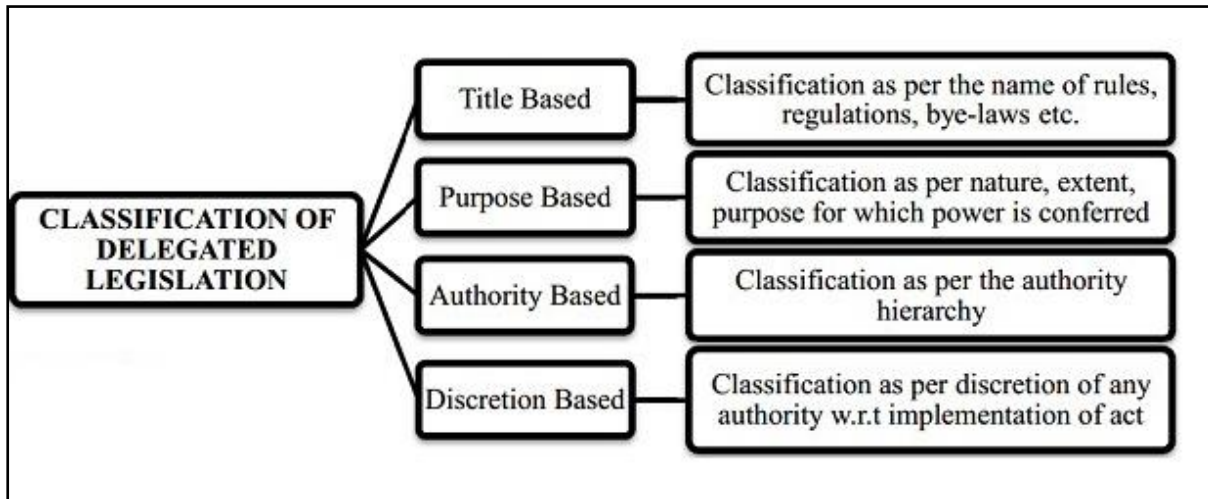 CLASSIFICATION OF
DELEGATED
LEGISLATION
Title Based
Classification as per the name of rules,
regulations, bye-laws etc.
Purpose Based
Classification as per nature, extent,
purpose for which power is conferred
Authority Based
Classification as per the authority
hierarchy
Discretion Based
Classification as per discretion of any
authority w.r.t implementation of act